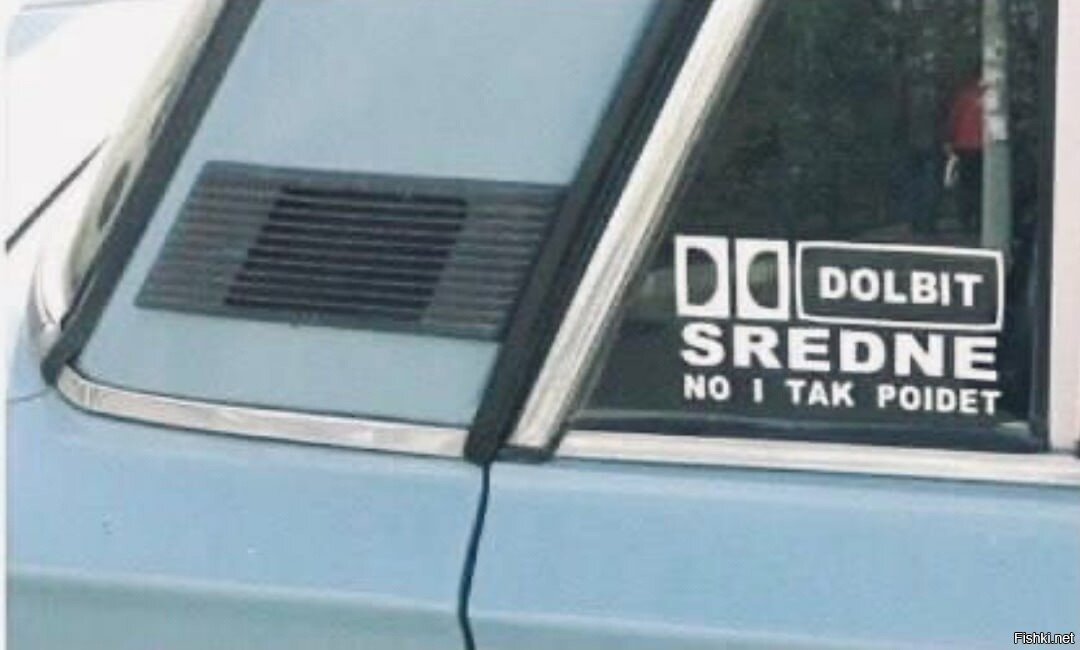 DOLBIT
SREDNE
NO I TAK POIDET
Fishki.net